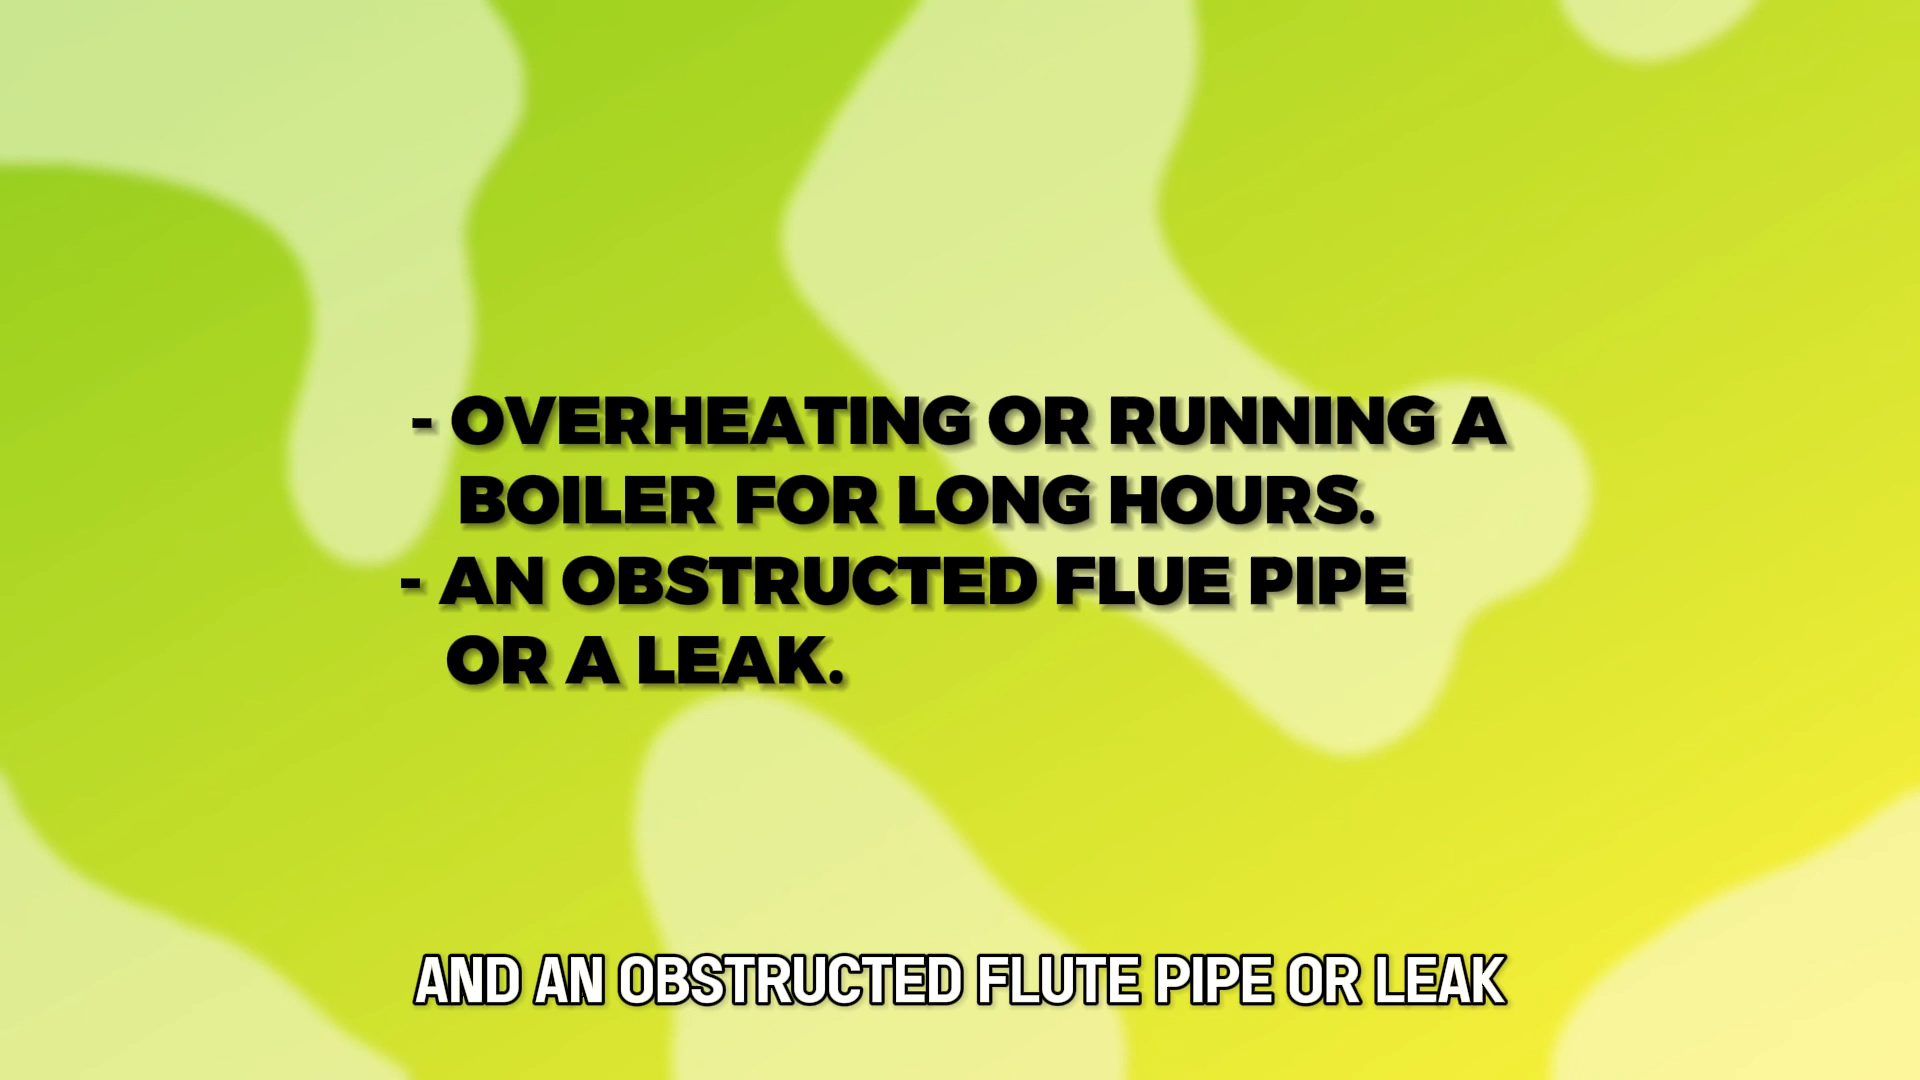 - OVERHEATING OR RUNNING A
BOILER FOR LONG HOURS.
- AN OBSTRUCTED FLUE PIPE
OR A LEAK.
AND AN OBSTRUCTED FLUTE PIPE OR LEAK